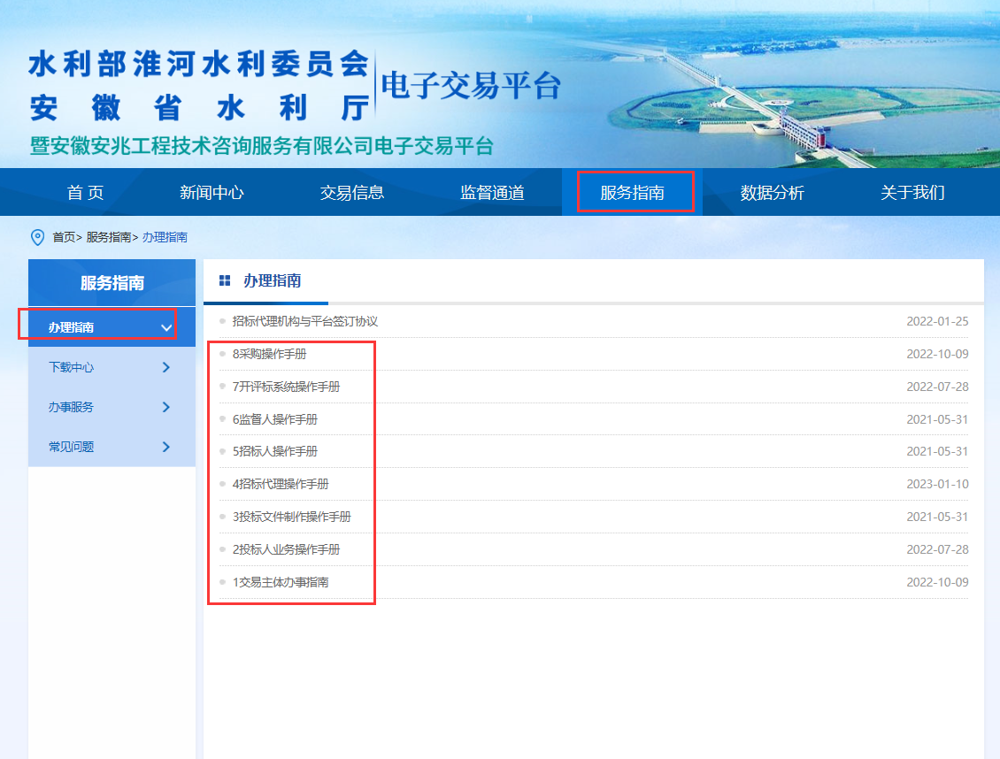 水利部淮河水利委员会
安徽省水利厅
电子交易平台
暨安徽安兆工程技术咨询服务有限公司电子交易平台
首 页 新闻中心 交易信息 监督通道 服务指南 数据分析 关于我们
首页> 服务指南> 办理指南
服务指南
办理指南
下载中心
办事服务
常见问题
办理指南
招标代理机构与平台签订协议 2022-01-25
8采购操作手册 2022-10-09
7开评标系统操作手册 2022-07-28
6监督人操作手册 2021-05-31
5招标人操作手册 2021-05-31
4招标代理操作手册 2023-01-10
3投标文件制作操作手册 2021-05-31
2投标人业务操作手册 2022-07-28
1交易主体办事指南 2022-10-09